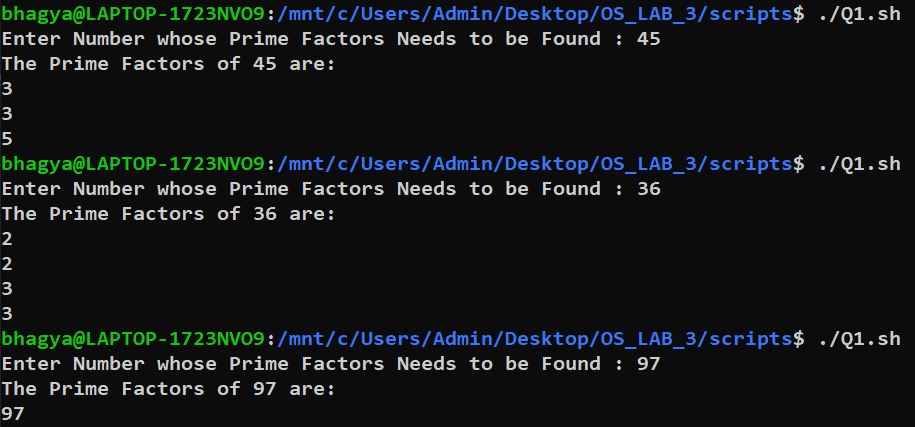 bhagya@LAPTOP-1723NVO9:/mnt/c/Users/Admin/Desktop/OS_LAB_3/scripts$ ./Q1.sh
Enter Number whose Prime Factors Needs to be Found : 45
The Prime Factors of 45 are:
3
3
5
bhagya@LAPTOP-1723NVO9:/mnt/c/Users/Admin/Desktop/OS_LAB_3/scripts$ ./Q1.sh
Enter Number whose Prime Factors Needs to be Found : 36
The Prime Factors of 36 are:
2
2
3
3
bhagya@LAPTOP-1723NVO9:/mnt/c/Users/Admin/Desktop/OS_LAB_3/scripts$ ./Q1.sh
Enter Number whose Prime Factors Needs to be Found : 97
The Prime Factors of 97 are:
97